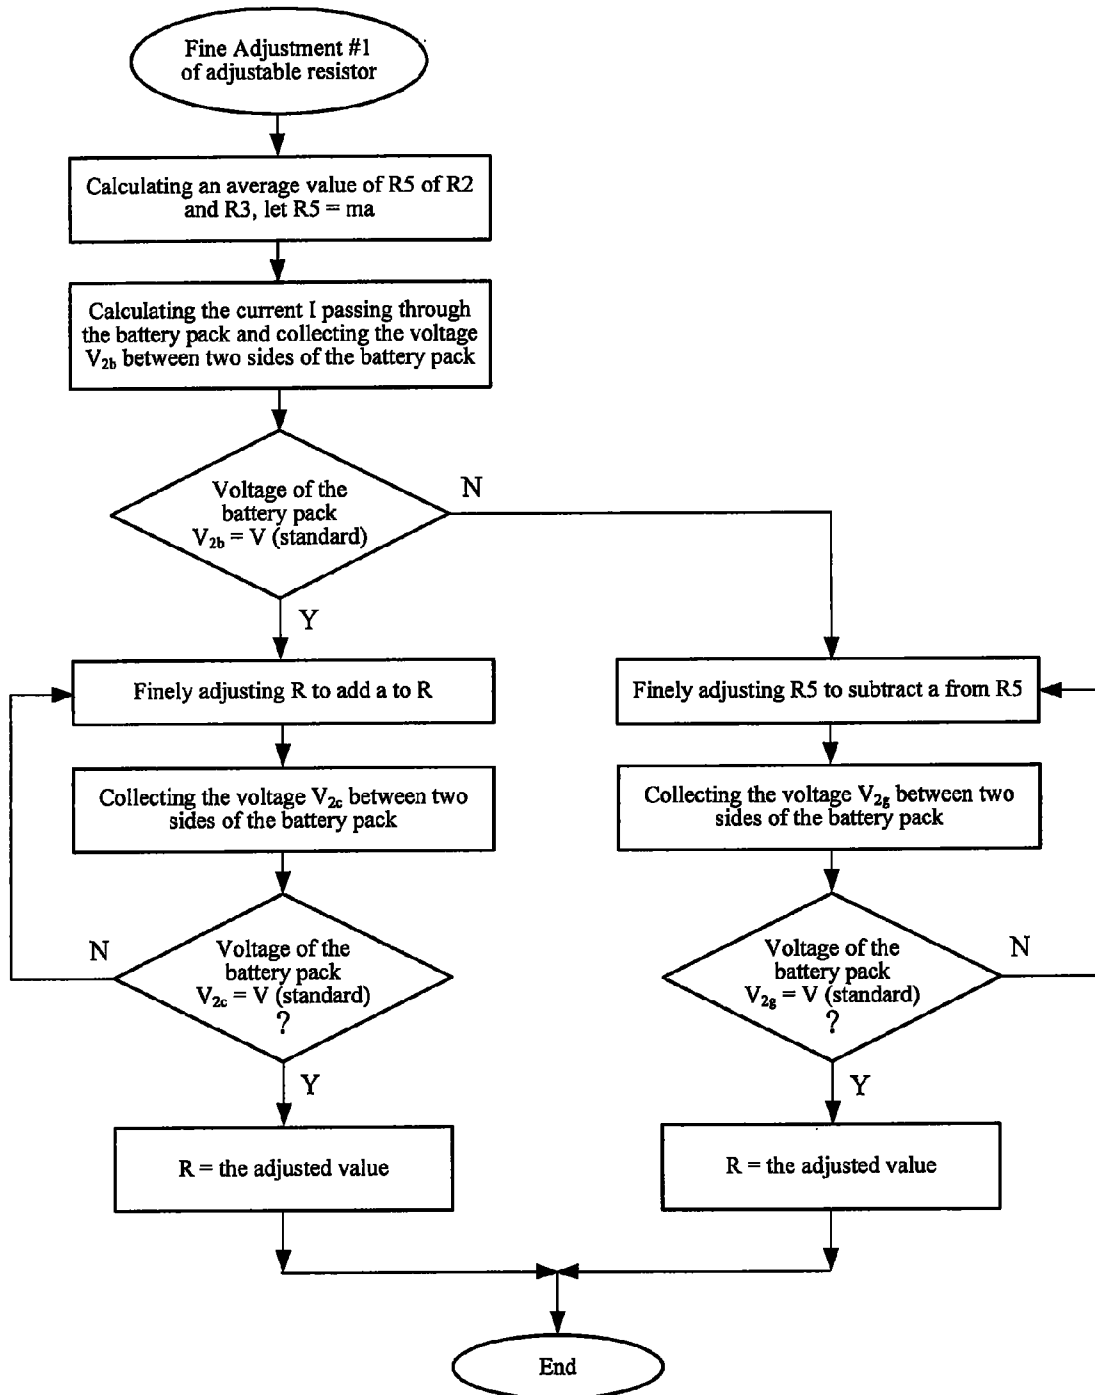 Fine Adjustment #1
of adjustable resistor
Calculating an average value of R5 of R2
and R3, let R5 = ma
Calculating the current I passing through
the battery pack and collecting the voltage
V2b between two sides of the battery pack
Voltage of the
battery pack
V2b = V (standard)
N
Y
Finely adjusting R to add a to R
Collecting the voltage V2c between two
sides of the battery pack
Voltage of the
battery pack
V2c = V (standard)
?
N
Y
R = the adjusted value
Finely adjusting R5 to subtract a from R5
Collecting the voltage V2g between two
sides of the battery pack
Voltage of the
battery pack
V2g = V (standard)
?
N
Y
R = the adjusted value
End